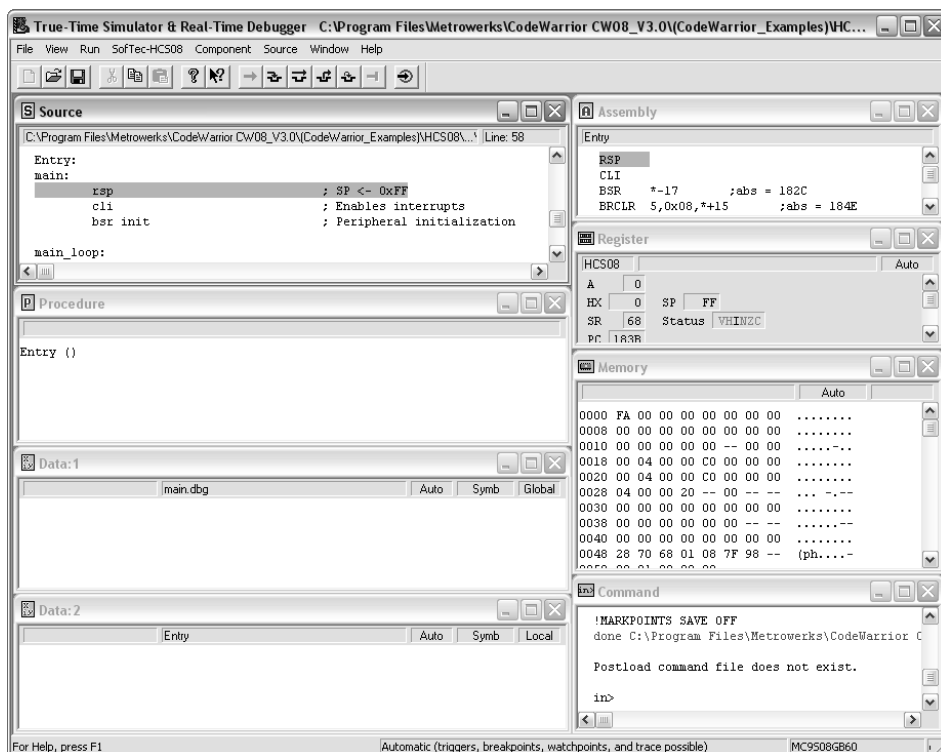 True-Time Simulator & Real-Time Debugger C:\Program Files\Metrowerks\CodeWarrior CW08_V3.0\(CodeWarrior_Examples)\HC...
File View Run SofTec-HCS08 Component Source Window Help
Source
C:\Program Files\Metrowerks\CodeWarrior CW08_V3.0\(CodeWarrior_Examples)\HCS08\...\ Line: 58
Entry:
main:
rsp ; SP <- 0xFF
cli ; Enables interrupts
bsr init ; Peripheral initialization
main_loop:
Procedure
Entry ()
Data:1
main.dbg Auto Symb Global
Data:2
Entry Auto Symb Local
Assembly
Entry
RSP
CLI
BSR *-17 ;abs = 182C
BRCLR 5,0x08,*+15 ;abs = 184E
Register
HCS08 Auto
A 0
HX 0 SP FF
SR 68 Status VHINZC
PC 183B
Memory
Auto
0000 FA 00 00 00 00 00 00 00 ........
0008 00 00 00 00 00 00 00 00 ........
0010 00 00 00 00 00 -- 00 00 .....-..
0018 00 04 00 00 C0 00 00 00 ........
0020 00 04 00 00 C0 00 00 00 ........
0028 04 00 00 20 -- 00 -- -- ... -.--
0030 00 00 00 00 00 00 00 00 ........
0038 00 00 00 00 00 00 -- -- ......--
0040 00 00 00 00 00 00 00 00 ........
0048 28 70 68 01 08 7F 98 -- (ph....-
Command
!MARKPOINTS SAVE OFF
done C:\Program Files\Metrowerks\CodeWarrior C
Postload command file does not exist.
in>
For Help, press F1 Automatic (triggers, breakpoints, watchpoints, and trace possible) MC9S08GB60